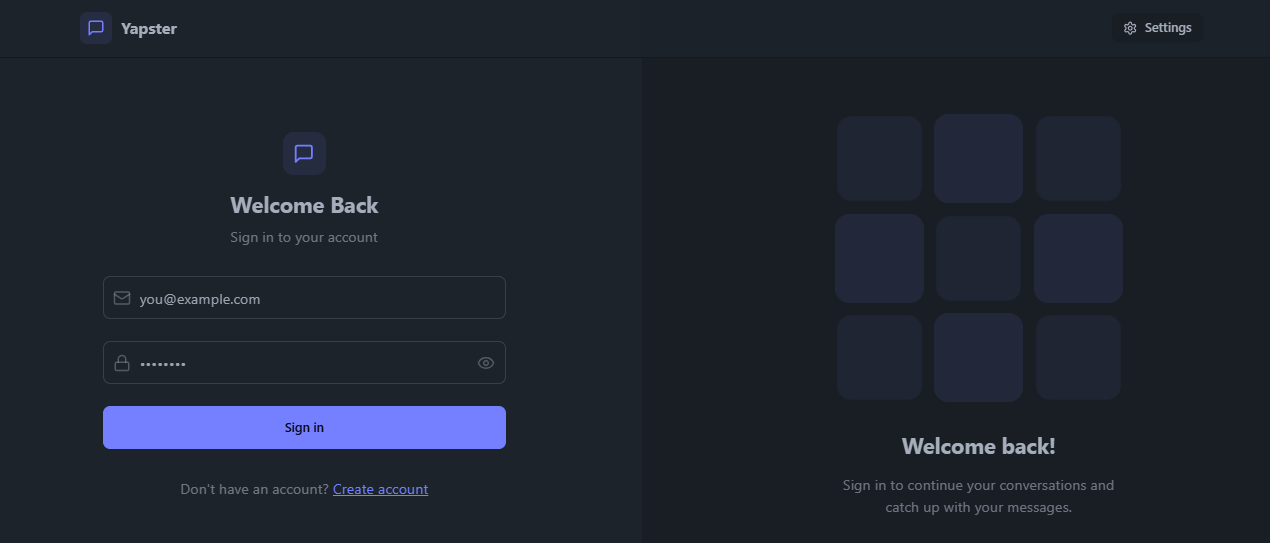 Yapster
Settings
Welcome Back
Sign in to your account
you@example.com
••••••••
Sign in
Don't have an account? Create account
Welcome back!
Sign in to continue your conversations and
catch up with your messages.